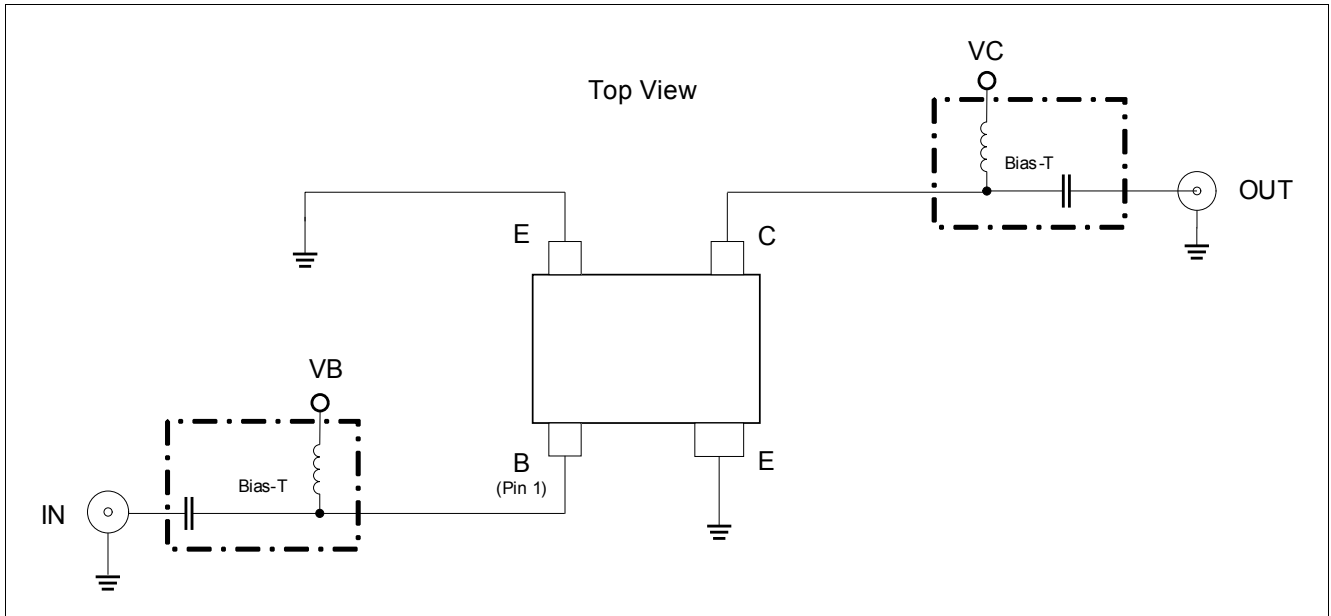 VC
Top View
Bias-T
OUT
E
C
VB
B
(Pin 1)
E
Bias-T
IN